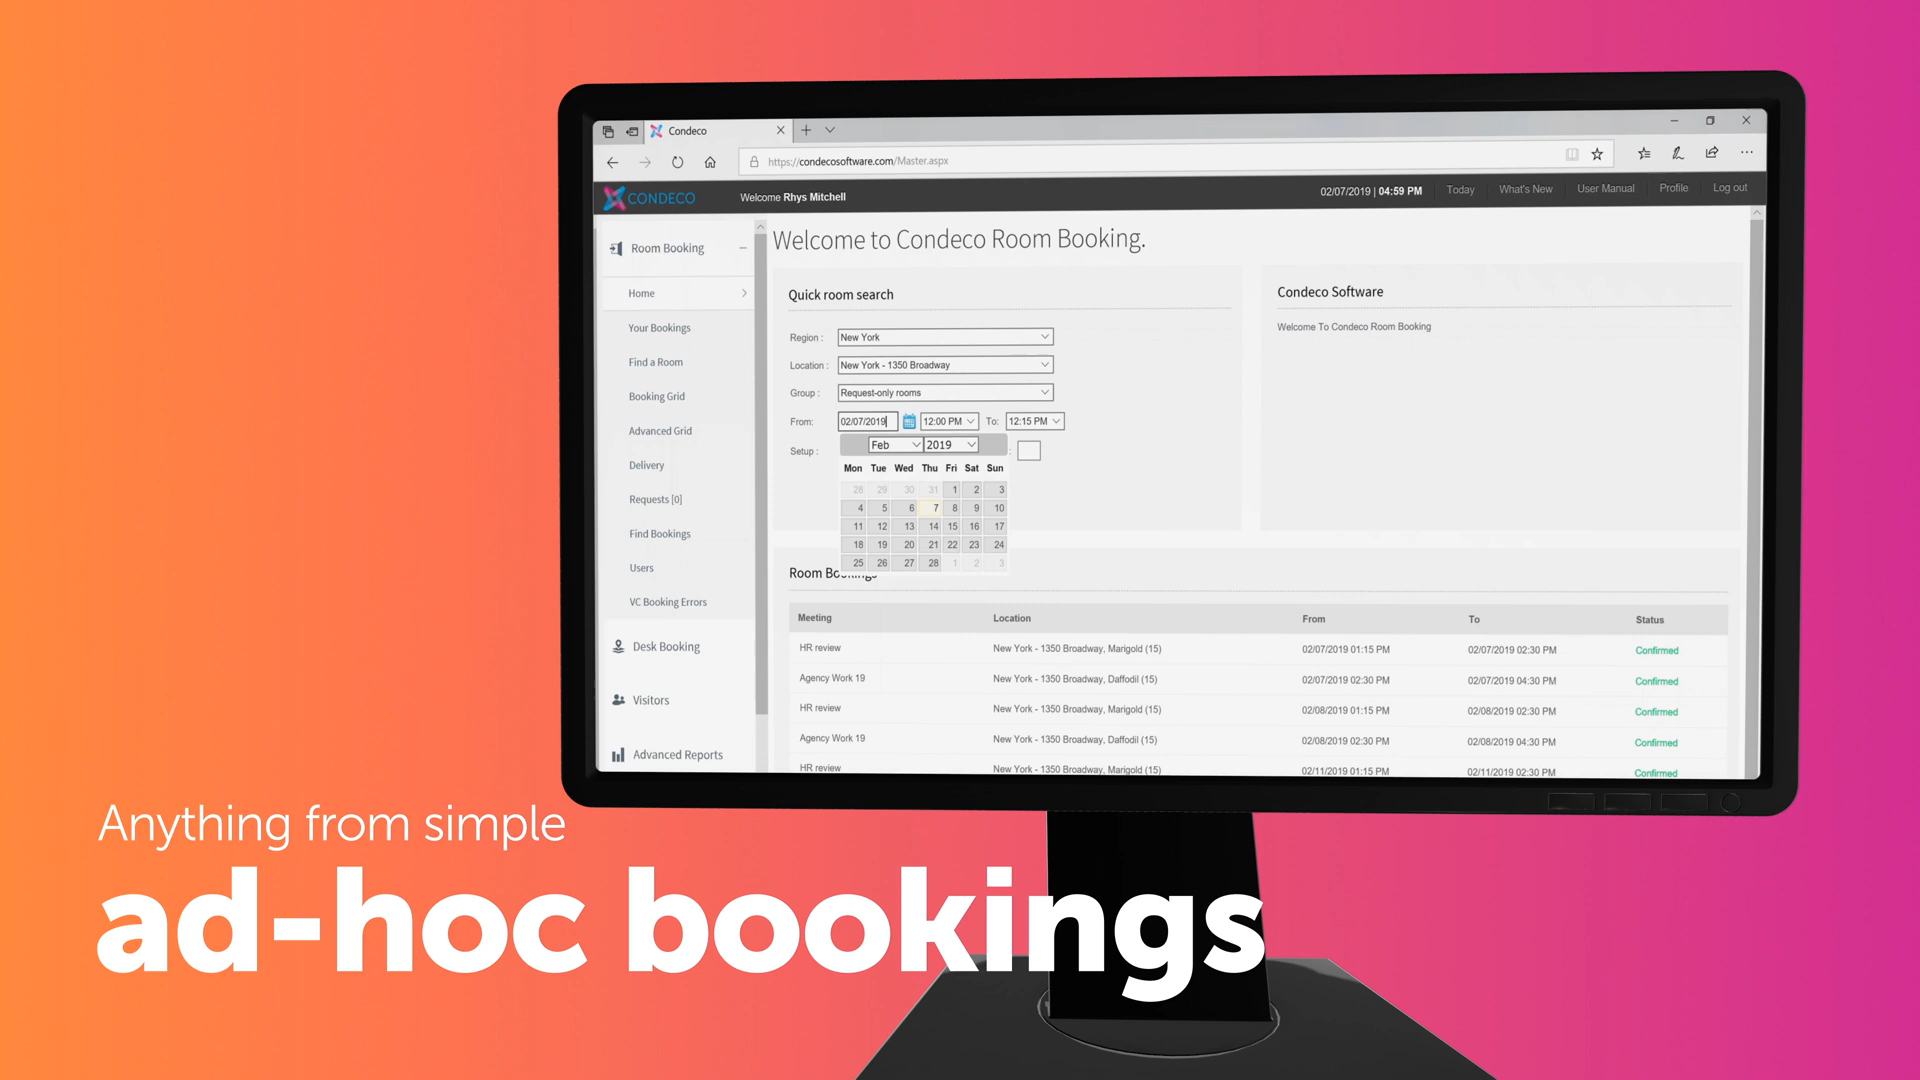 Condeco
https://condecosoftware.com/Master.aspx
CONDECO
Welcome Rhys Mitchell
02/07/2019 | 04:59 PM
Today
What's New
User Manual
Profile
Log out
Room Booking
Home
Your Bookings
Find a Room
Booking Grid
Advanced Grid
Delivery
Requests [0]
Find Bookings
Users
VC Booking Errors
Desk Booking
Visitors
Advanced Reports
Welcome to Condeco Room Booking.
Quick room search
Region : New York
Location : New York - 1350 Broadway
Group : Request-only rooms
From: 02/07/2019 12:00 PM To: 12:15 PM
Setup : :
Feb 2019
Mon Tue Wed Thu Fri Sat Sun
28 29 30 31 1 2 3
4 5 6 7 8 9 10
11 12 13 14 15 16 17
18 19 20 21 22 23 24
25 26 27 28 1 2 3
Condeco Software
Welcome To Condeco Room Booking
Room Bookings
Meeting Location From To Status
HR review New York - 1350 Broadway, Marigold (15) 02/07/2019 01:15 PM 02/07/2019 02:30 PM Confirmed
Agency Work 19 New York - 1350 Broadway, Daffodil (15) 02/07/2019 02:30 PM 02/07/2019 04:30 PM Confirmed
HR review New York - 1350 Broadway, Marigold (15) 02/08/2019 01:15 PM 02/08/2019 02:30 PM Confirmed
Agency Work 19 New York - 1350 Broadway, Daffodil (15) 02/08/2019 02:30 PM 02/08/2019 04:30 PM Confirmed
HR review New York - 1350 Broadway, Marigold (15) 02/11/2019 01:15 PM 02/11/2019 02:30 PM Confirmed
Anything from simple
ad-hoc bookings